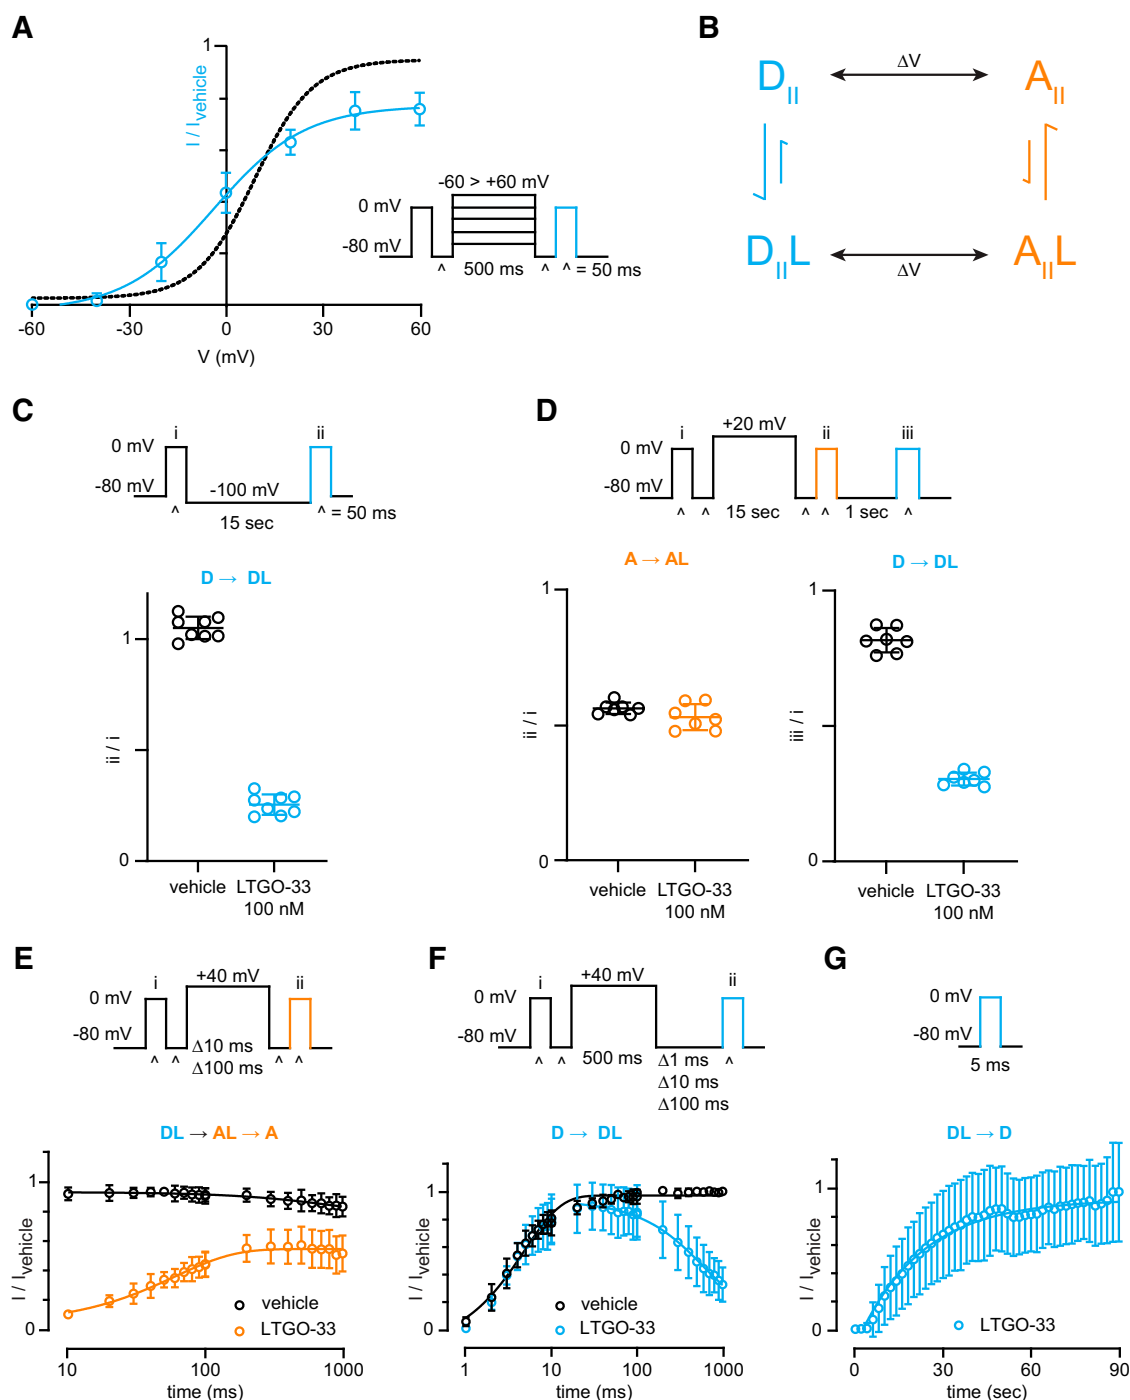 A
1
I / Ivehicle
-60 > +60 mV
0 mV
-80 mV
^ 500 ms ^ ^ = 50 ms
-60 -30 0 30 60
V (mV)
B
DII ΔV AII
DIIL ΔV AIIL
C
i ii
0 mV
-80 mV
-100 mV
^ 15 sec ^ = 50 ms
D → DL
1
ii / i
0
vehicle LTGO-33
100 nM
D
+20 mV
i ii iii
0 mV
-80 mV
^ ^ 15 sec ^ ^ 1 sec ^
A → AL
1
ii / i
0
vehicle LTGO-33
100 nM
D → DL
1
iii / i
0
vehicle LTGO-33
100 nM
E
+40 mV
i ii
0 mV
-80 mV
^ ^ Δ10 ms ^ ^
Δ100 ms
DL → AL → A
1
I / Ivehicle
vehicle
LTGO-33
0
10 100 1000
time (ms)
F
+40 mV
i ii
0 mV
-80 mV
^ ^ 500 ms Δ1 ms ^
Δ10 ms
Δ100 ms
D → DL
1
I / Ivehicle
vehicle
LTGO-33
0
1 10 100 1000
time (ms)
G
0 mV
-80 mV
5 ms
DL → D
1
I / Ivehicle
LTGO-33
0
0 30 60 90
time (sec)